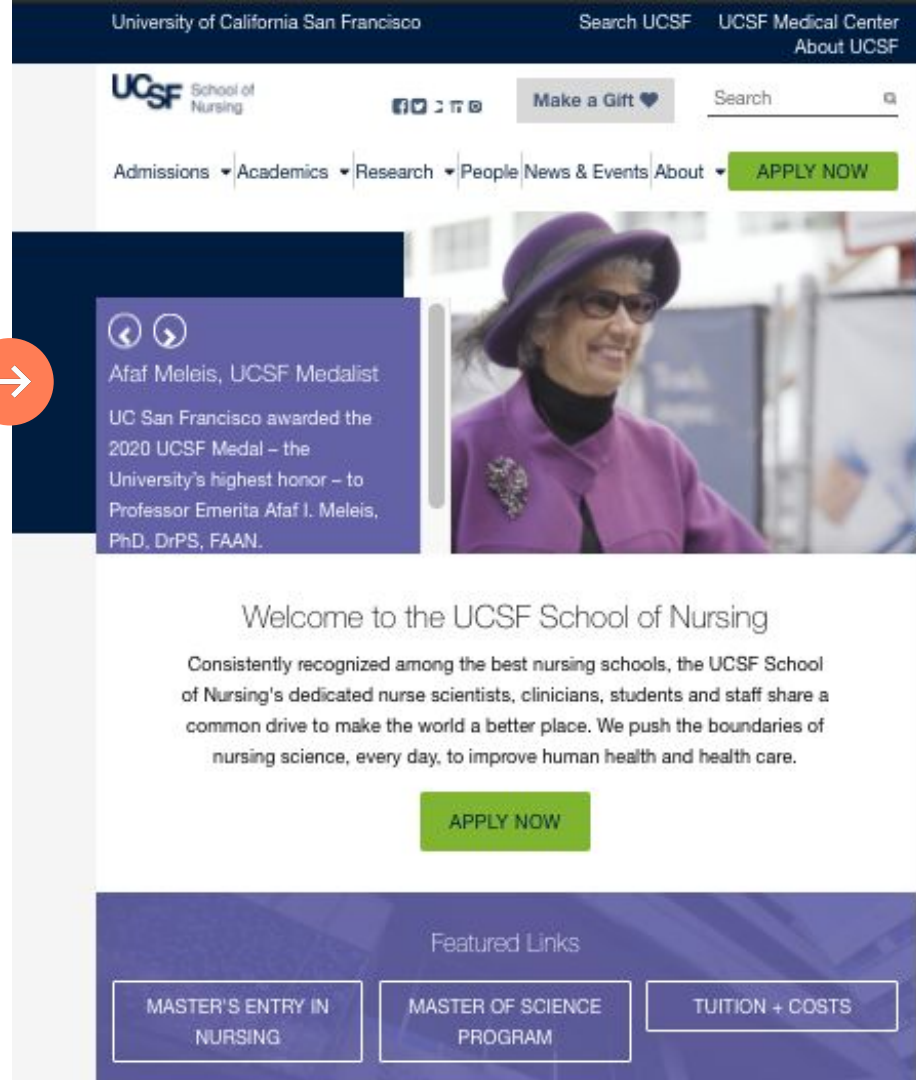 University of California San Francisco
Search UCSF
UCSF Medical Center
About UCSF
UCSF School of
Nursing
Make a Gift
Search
Admissions
Academics
Research
People
News & Events
About
APPLY NOW
Afaf Meleis, UCSF Medalist
UC San Francisco awarded the
2020 UCSF Medal – the
University's highest honor – to
Professor Emerita Afaf I. Meleis,
PhD, DrPS, FAAN.
Welcome to the UCSF School of Nursing
Consistently recognized among the best nursing schools, the UCSF School
of Nursing's dedicated nurse scientists, clinicians, students and staff share a
common drive to make the world a better place. We push the boundaries of
nursing science, every day, to improve human health and health care.
APPLY NOW
Featured Links
MASTER'S ENTRY IN
NURSING
MASTER OF SCIENCE
PROGRAM
TUITION + COSTS